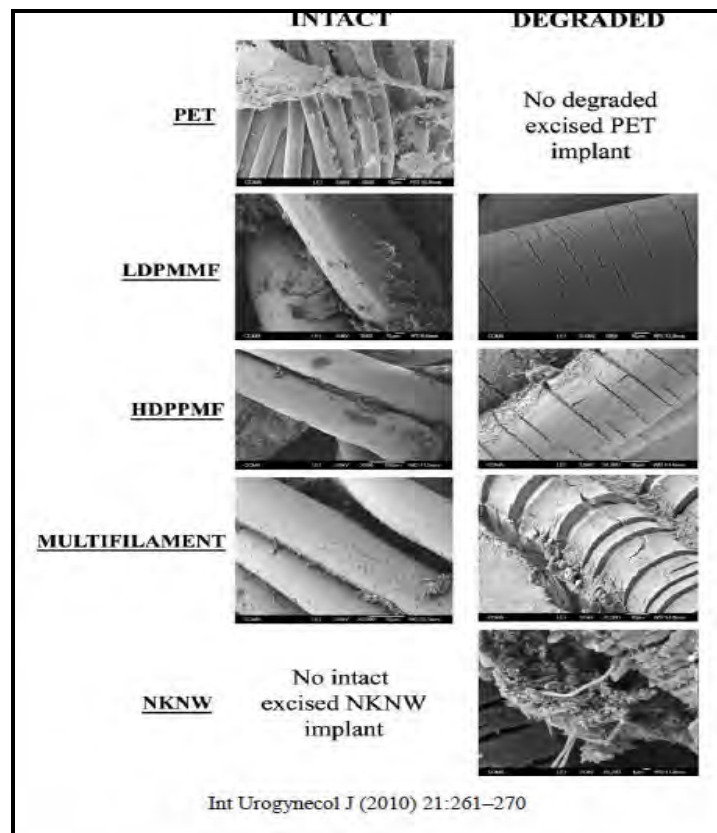 INTACT
DEGRADED
PET
No degraded
excised PET
implant
LDPMMF
HDPPMF
MULTIFILAMENT
NKNW
No intact
excised NKNW
implant
Int Urogynecol J (2010) 21:261–270